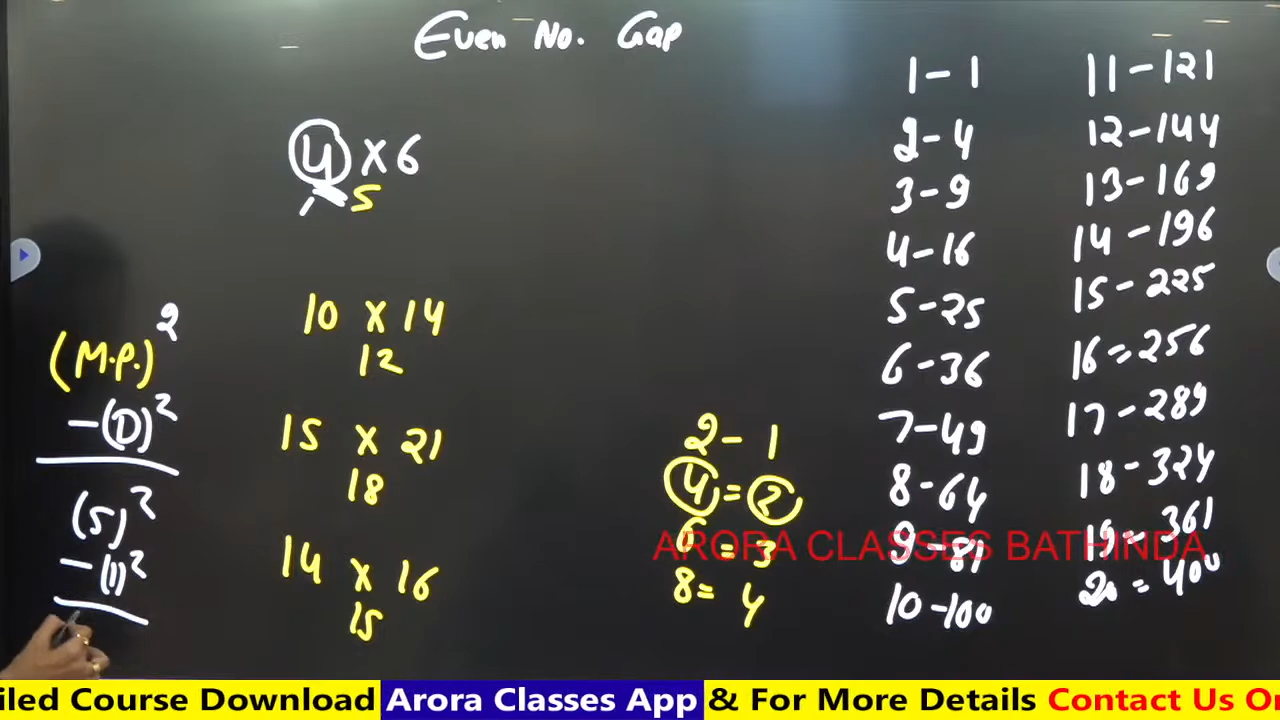 Even No. Gap
4 x 6
5
10 x 14
12
15 x 21
18
14 x 16
15
(M.P.)²
-(D)²
(5)²
-(1)²
2 - 1
4 = 2
6 = 3
8 = 4
1 - 1
2 - 4
3 - 9
4 - 16
5 - 25
6 - 36
7 - 49
8 - 64
9 - 81
10 - 100
11 - 121
12 - 144
13 - 169
14 - 196
15 - 225
16 = 256
17 - 289
18 - 324
19 - 361
20 = 400
ARORA CLASSES BATHINDA
iled Course Download Arora Classes App & For More Details Contact Us On